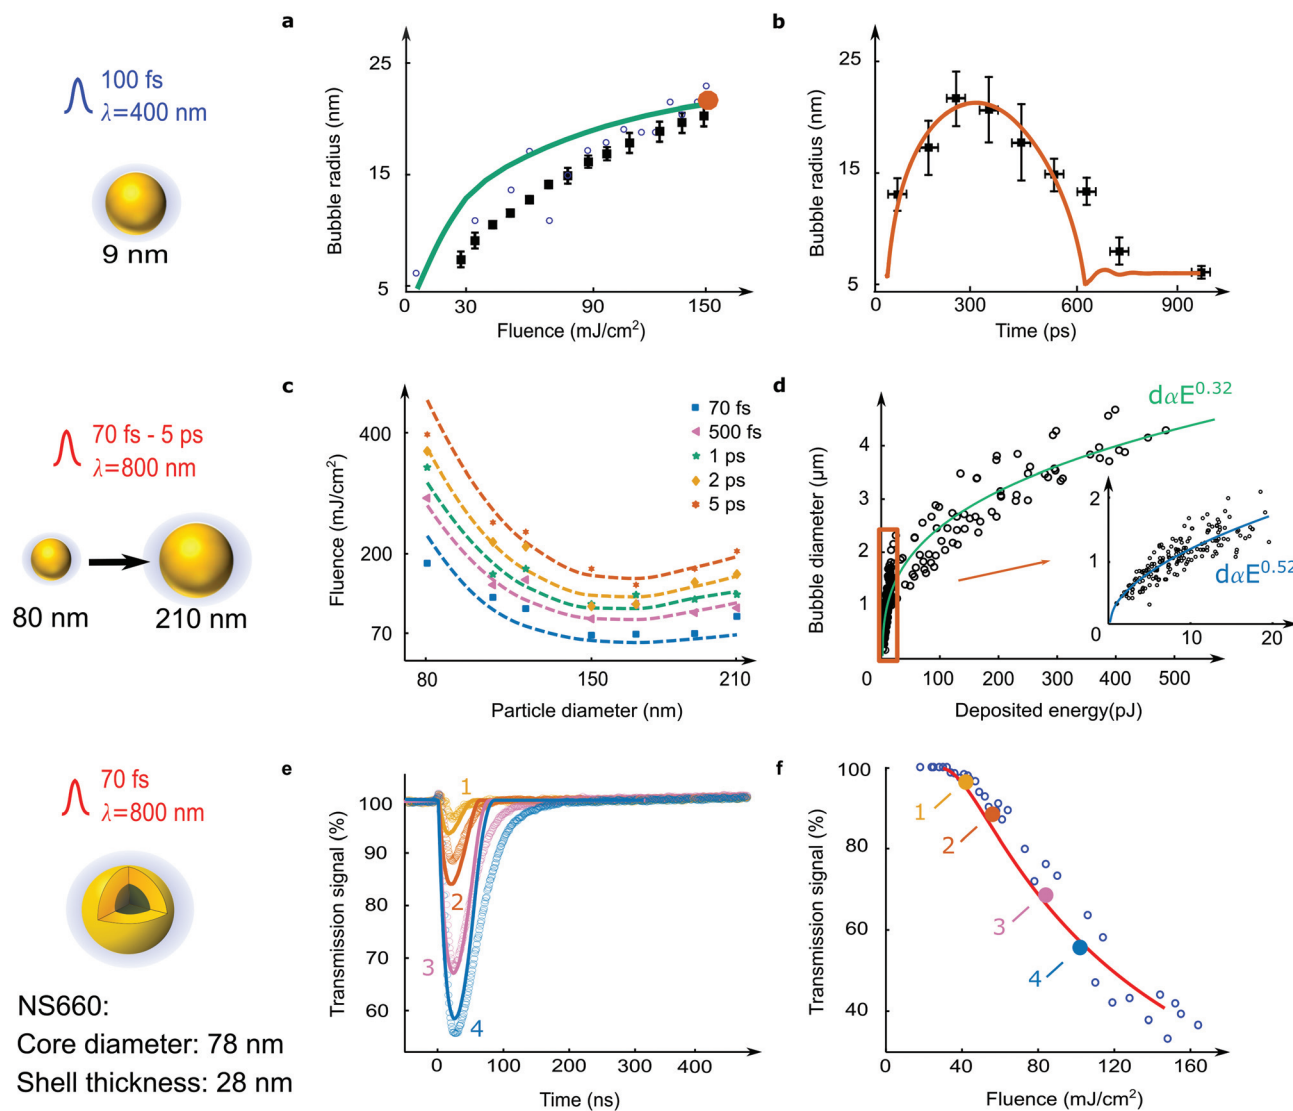 a
100 fs
λ=400 nm
9 nm
Bubble radius (nm)
25
15
5
0
30
90
150
Fluence (mJ/cm²)
b
Bubble radius (nm)
25
15
5
0
300
600
900
Time (ps)
70 fs - 5 ps
λ=800 nm
80 nm
210 nm
c
Fluence (mJ/cm²)
400
200
70
70 fs
500 fs
1 ps
2 ps
5 ps
80
150
210
Particle diameter (nm)
d
Bubble diameter (μm)
4
3
2
1
0
100
200
300
400
500
Deposited energy(pJ)
dαE^0.32
2
1
0
10
20
dαE^0.52
70 fs
λ=800 nm
NS660:
Core diameter: 78 nm
Shell thickness: 28 nm
e
Transmission signal (%)
100
90
80
70
60
1
2
3
4
0
100
200
300
400
Time (ns)
f
Transmission signal (%)
100
80
60
40
1
2
3
4
0
40
80
120
160
Fluence (mJ/cm²)